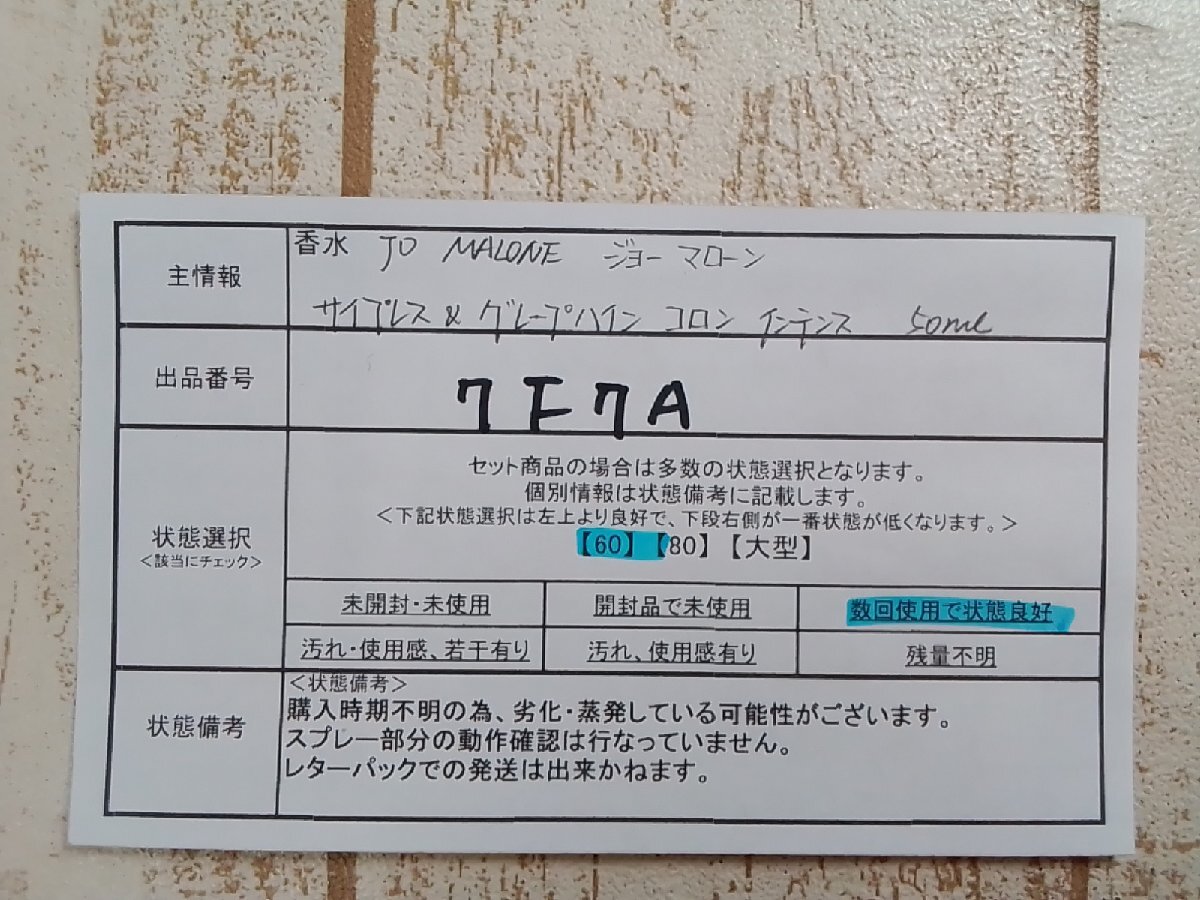 主情報
香水 JO MALONE ジョー マローン
サイプレス & グレープハイン コロン インテンス 50ml
出品番号
7F7A
状態選択
＜該当にチェック＞
セット商品の場合は多数の状態選択となります。
個別情報は状態備考に記載します。
＜下記状態選択は左上より良好で、下段右側が一番状態が低くなります。＞
【60】【80】【大型】
未開封・未使用
開封品で未使用
数回使用で状態良好
汚れ・使用感、若干有り
汚れ、使用感有り
残量不明
状態備考
＜状態備考＞
購入時期不明の為、劣化・蒸発している可能性がございます。
スプレー部分の動作確認は行なっていません。
レターパックでの発送は出来かねます。